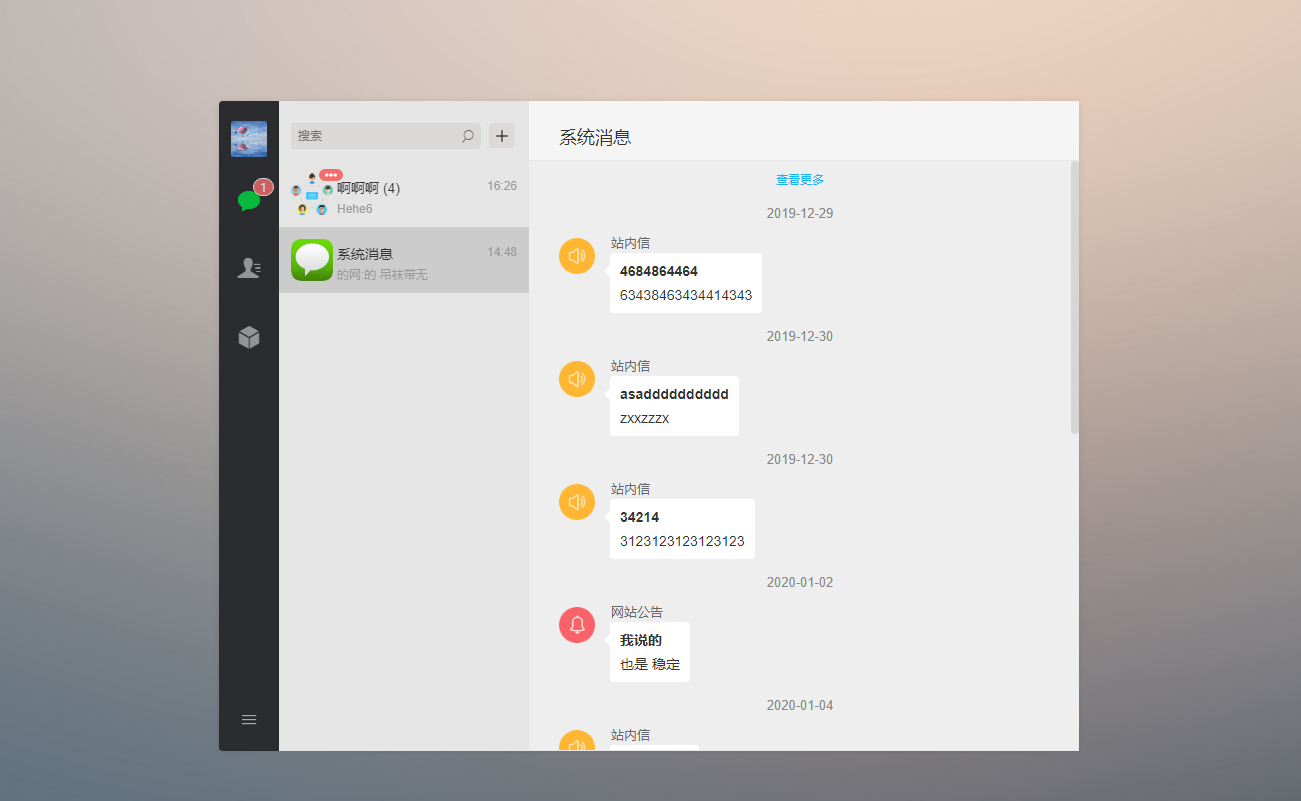 1
搜索
啊啊啊 (4)
16:26
Hehe6
系统消息
14:48
的网:的 吊袜带无
系统消息
查看更多
2019-12-29
站内信
4684864464
63438463434414343
2019-12-30
站内信
asadddddddddd
zxxzzzx
2019-12-30
站内信
34214
3123123123123123
2020-01-02
网站公告
我说的
也是 稳定
2020-01-04
站内信